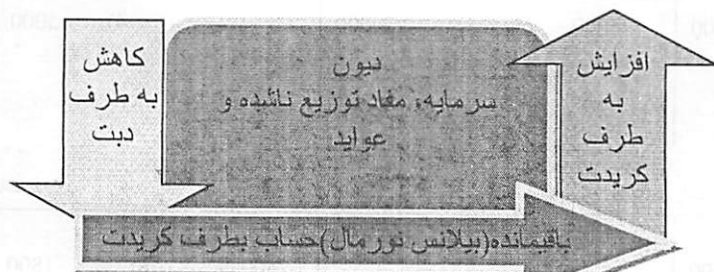 افزایش
به
طرف
کریدت
دیون
سرمایه، مفاد توزیع ناشده و
عواید
کاهش
به طرف
دبت
باقیمانده(بیلانس نورمال)حساب بطرف کریدت